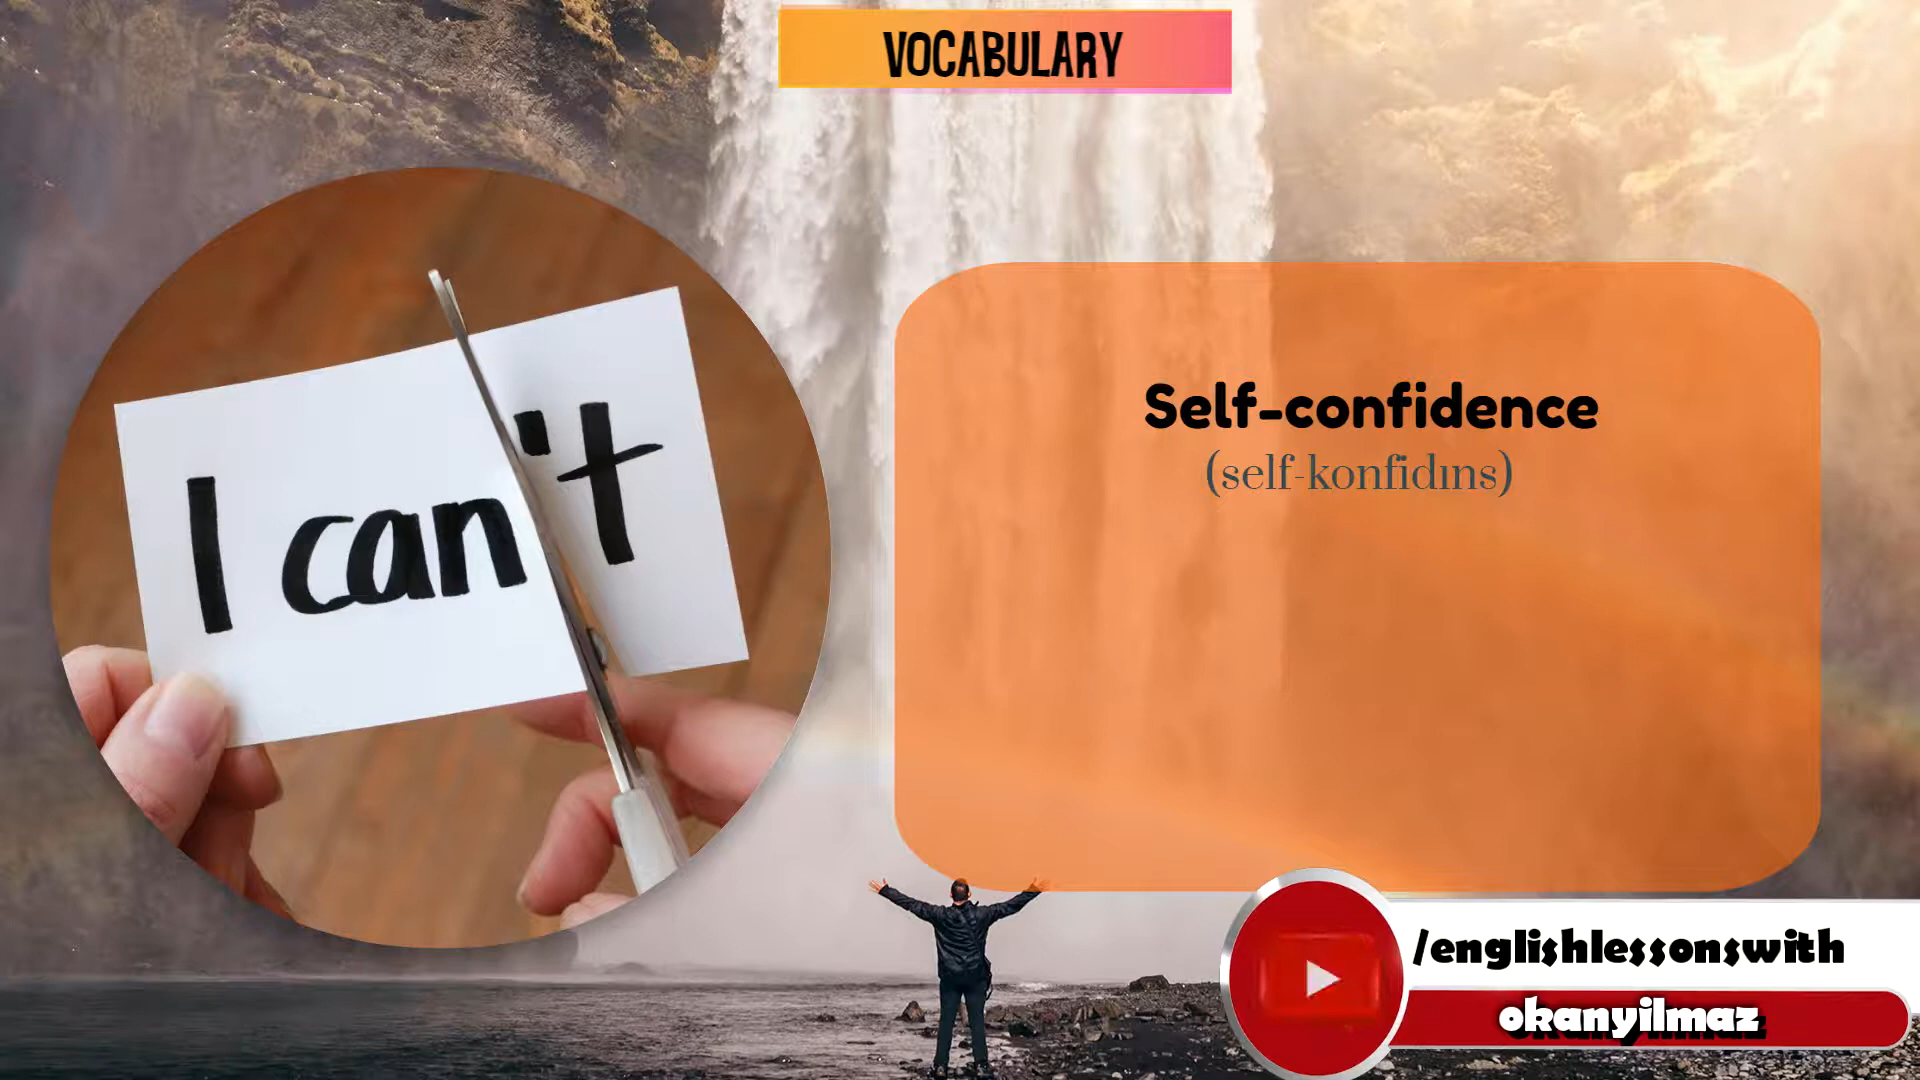 VOCABULARY
I can't
Self-confidence
(self-konfidıns)
/englishlessonswith
okanyilmaz